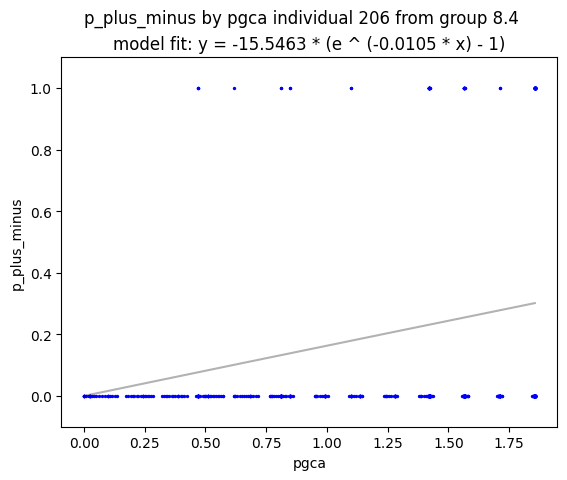 p_plus_minus by pgca individual 206 from group 8.4
model fit: y = -15.5463 * (e ^ (-0.0105 * x) - 1)
1.0
0.8
0.6
0.4
0.2
0.0
p_plus_minus
0.00 0.25 0.50 0.75 1.00 1.25 1.50 1.75
pgca